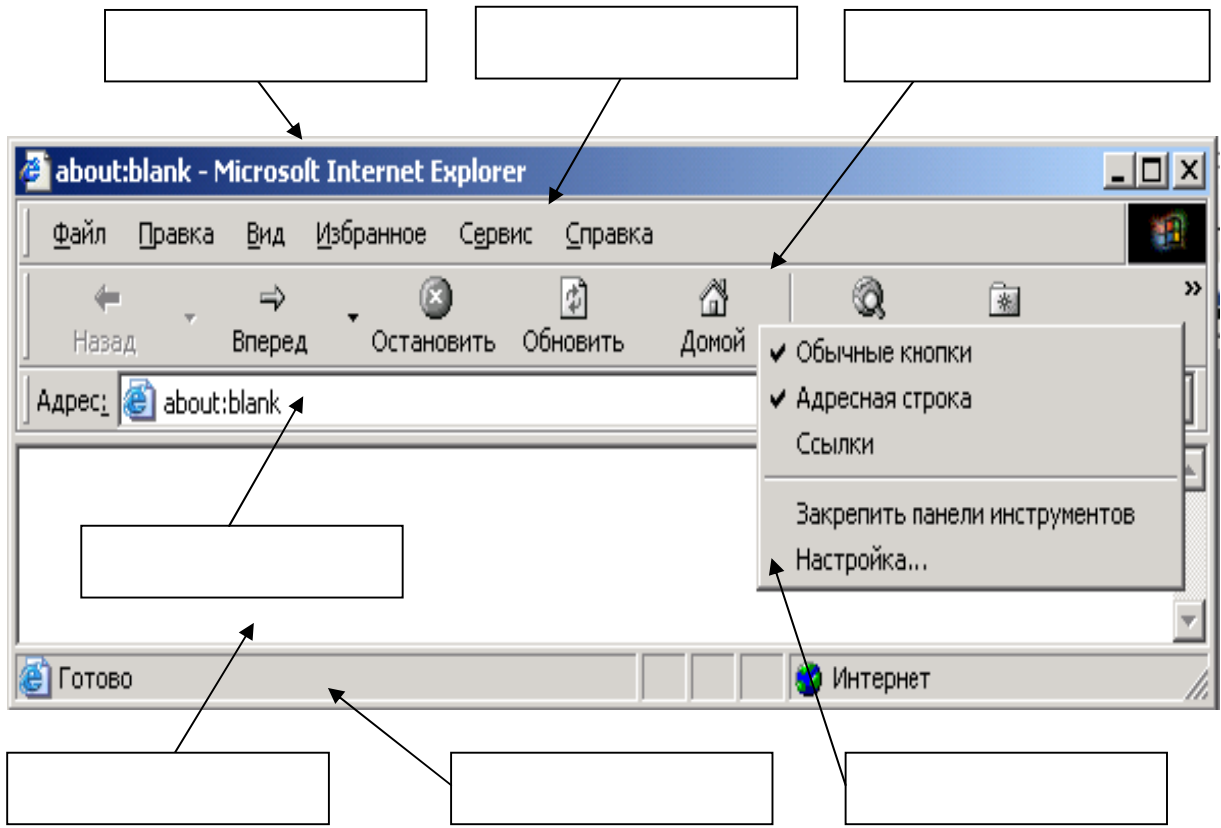 about:blank - Microsoft Internet Explorer
Файл Правка Вид Избранное Сервис Справка
Назад Вперед Остановить Обновить Домой
Адрес: about:blank
Обычные кнопки
Адресная строка
Ссылки
Закрепить панели инструментов
Настройка...
Готово Интернет